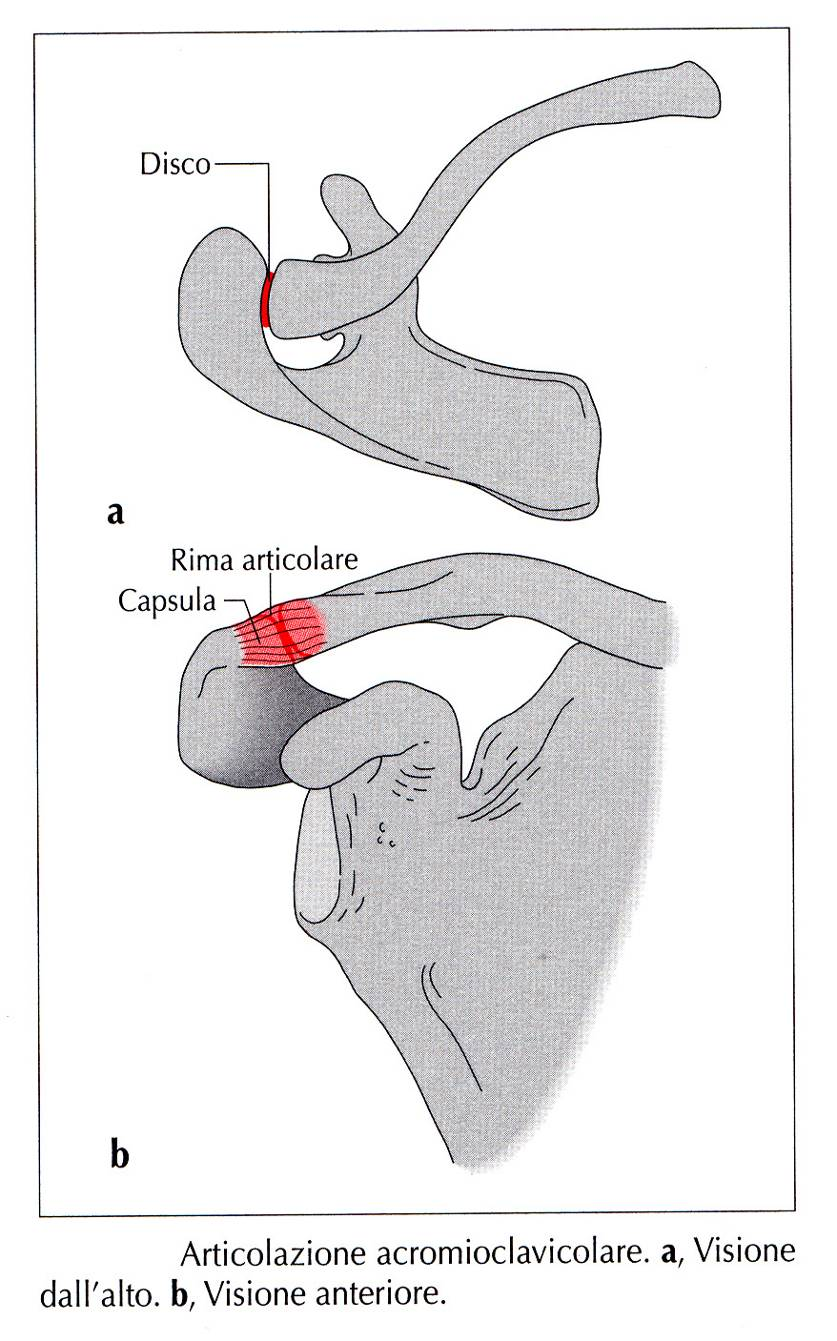 Disco
a
Rima articolare
Capsula
b
Articolazione acromioclavicolare. a, Visione
dall'alto. b, Visione anteriore.